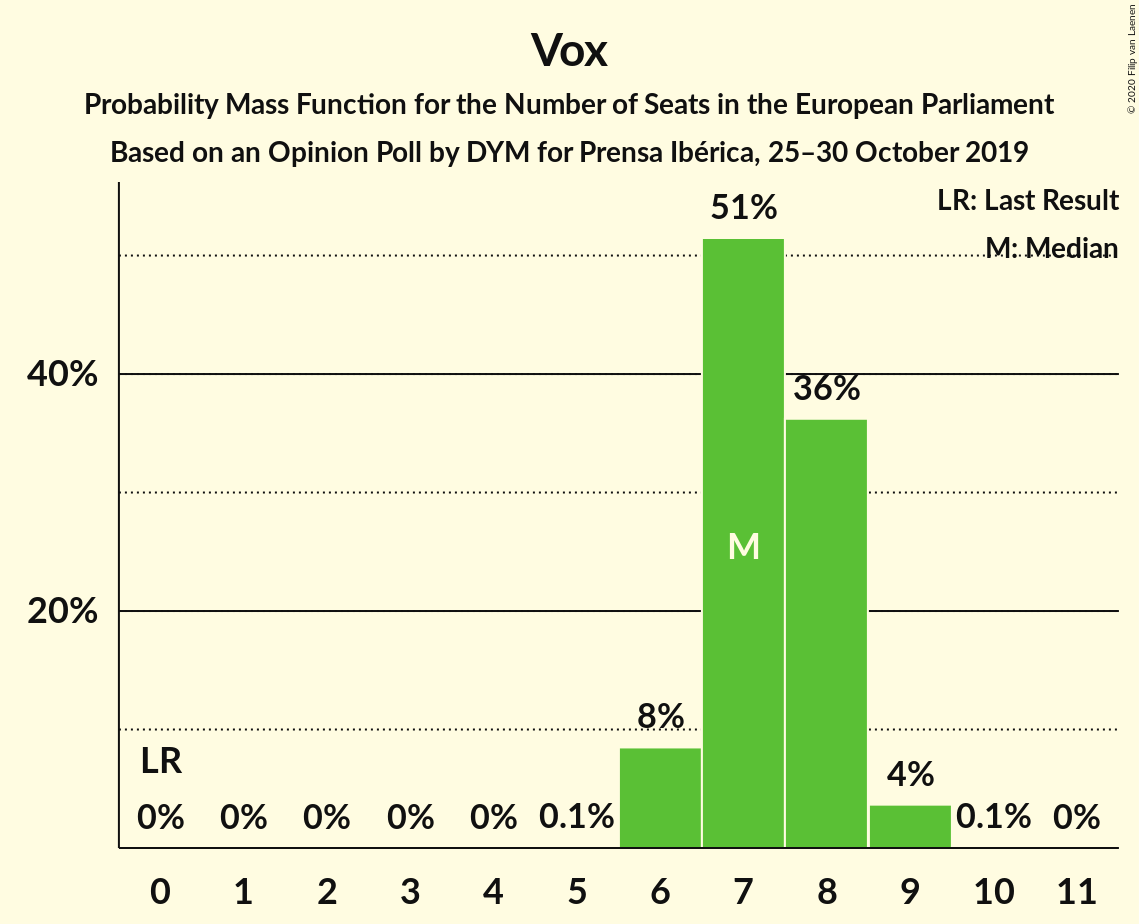 © 2020 Filip van Laenen
Vox
Probability Mass Function for the Number of Seats in the European Parliament
Based on an Opinion Poll by DYM for Prensa Ibérica, 25–30 October 2019
LR: Last Result
M: Median
51%
40%
36%
M
20%
8%
LR
4%
0% 0% 0% 0% 0% 0.1% 0.1% 0%
0 1 2 3 4 5 6 7 8 9 10 11